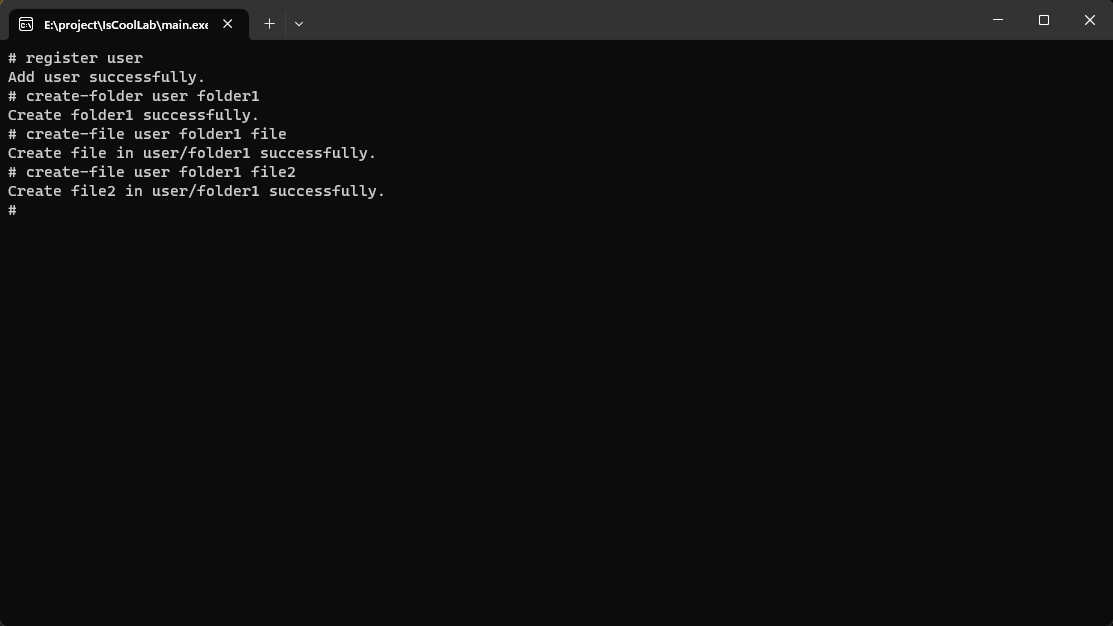 E:\project\IsCoolLab\main.exe
# register user
Add user successfully.
# create-folder user folder1
Create folder1 successfully.
# create-file user folder1 file
Create file in user/folder1 successfully.
# create-file user folder1 file2
Create file2 in user/folder1 successfully.
#